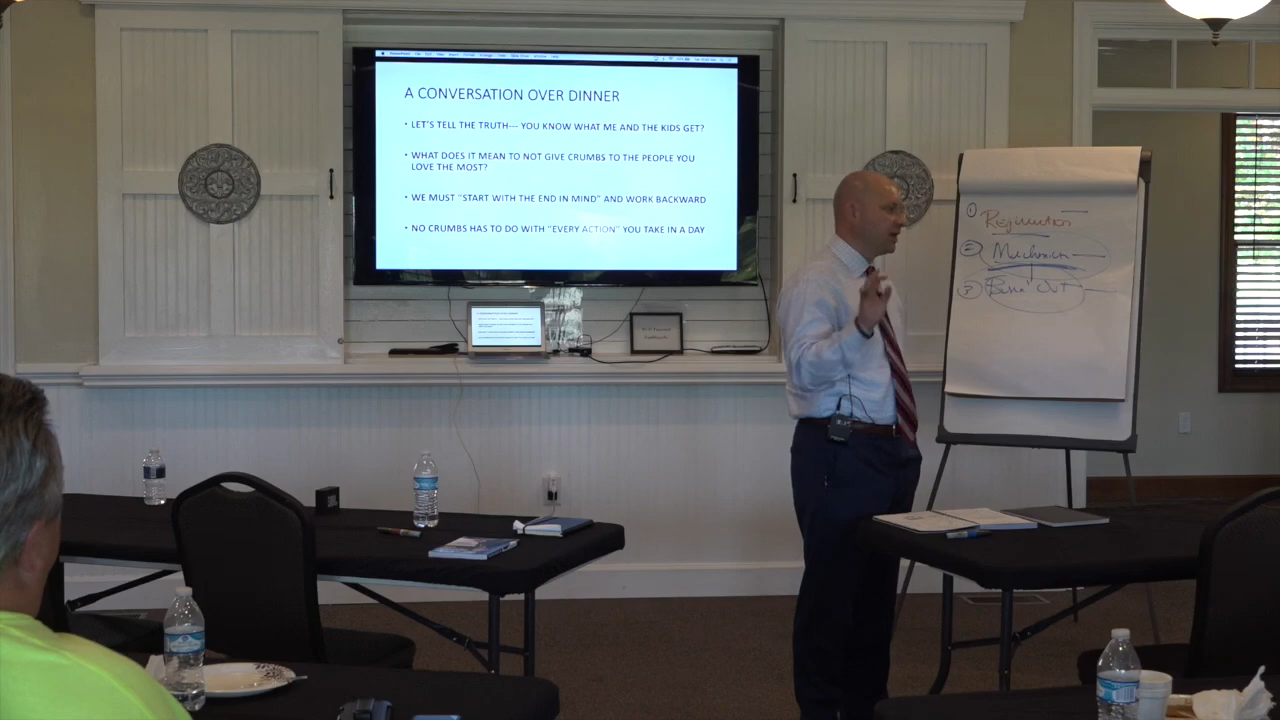 A CONVERSATION OVER DINNER
• LET'S TELL THE TRUTH--- YOU KNOW WHAT ME AND THE KIDS GET?
• WHAT DOES IT MEAN TO NOT GIVE CRUMBS TO THE PEOPLE YOU
LOVE THE MOST?
• WE MUST "START WITH THE END IN MIND" AND WORK BACKWARD
• NO CRUMBS HAS TO DO WITH "EVERY ACTION" YOU TAKE IN A DAY
① 
②
③ Out